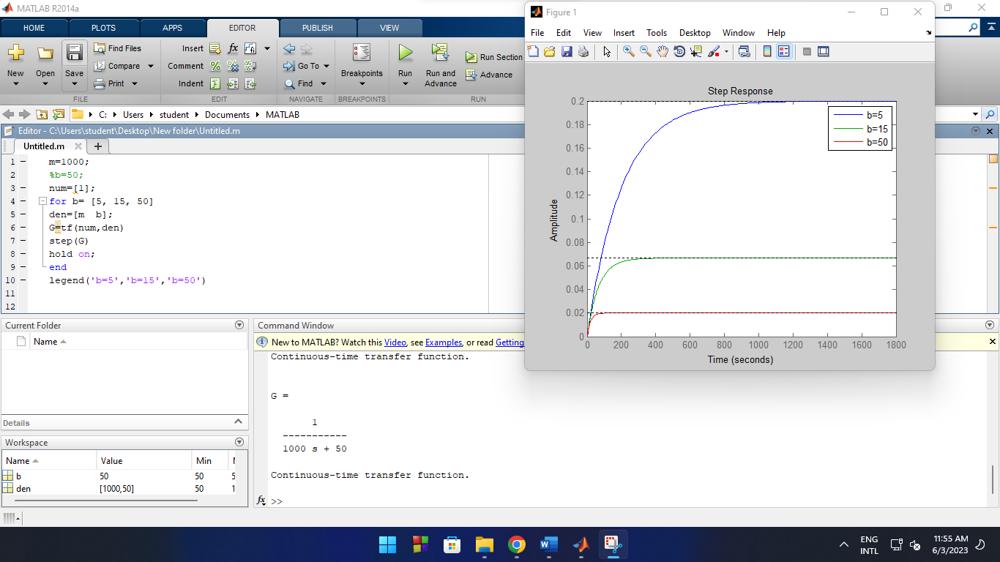 MATLAB R2014a
HOME PLOTS APPS EDITOR PUBLISH VIEW
New Open Save
Find Files
Compare
Print
FILE
Insert
Comment
Indent
EDIT
Go To
Find
NAVIGATE
Breakpoints
BREAKPOINTS
Run
Run and
Advance
Run Section
Advance
RUN
C: Users student Documents MATLAB
Editor - C:\Users\student\Desktop\New folder\Untitled.m
Untitled.m
1 m=1000;
2 %b=50;
3 num=[1];
4 for b= [5, 15, 50]
5 den=[m b];
6 G=tf(num,den)
7 step(G)
8 hold on;
9 end
10 legend('b=5','b=15','b=50')
11
12
Figure 1
File Edit View Insert Tools Desktop Window Help
Step Response
b=5
b=15
b=50
Amplitude
0.2
0.18
0.16
0.14
0.12
0.1
0.08
0.06
0.04
0.02
0
0 200 400 600 800 1000 1200 1400 1600 1800
Time (seconds)
Current Folder
Name
Details
Workspace
Name Value Min
b 50 50 5
den [1000,50] 50 1
Command Window
New to MATLAB? Watch this Video, see Examples, or read Getting
Continuous-time transfer function.
G =
1
-----------
1000 s + 50
Continuous-time transfer function.
fx >>
ENG
INTL
11:55 AM
6/3/2023